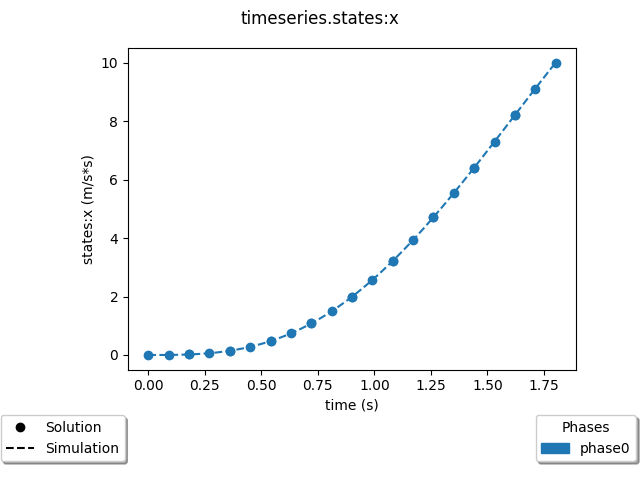 timeseries.states:x
10
8
6
4
2
0
states:x (m/s*s)
0.00 0.25 0.50 0.75 1.00 1.25 1.50 1.75
time (s)
Solution
Simulation
Phases
phase0